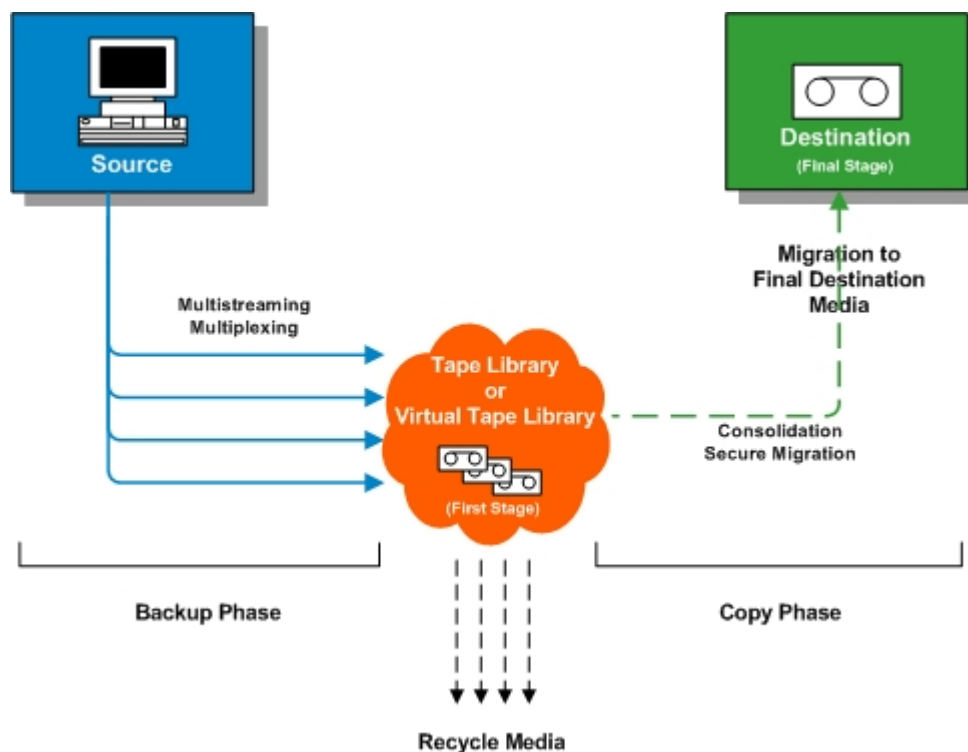 Source
Destination
(Final Stage)
Migration to
Final Destination
Media
Multistreaming
Multiplexing
Tape Library
or
Virtual Tape Library
(First Stage)
Consolidation
Secure Migration
Backup Phase
Copy Phase
Recycle Media